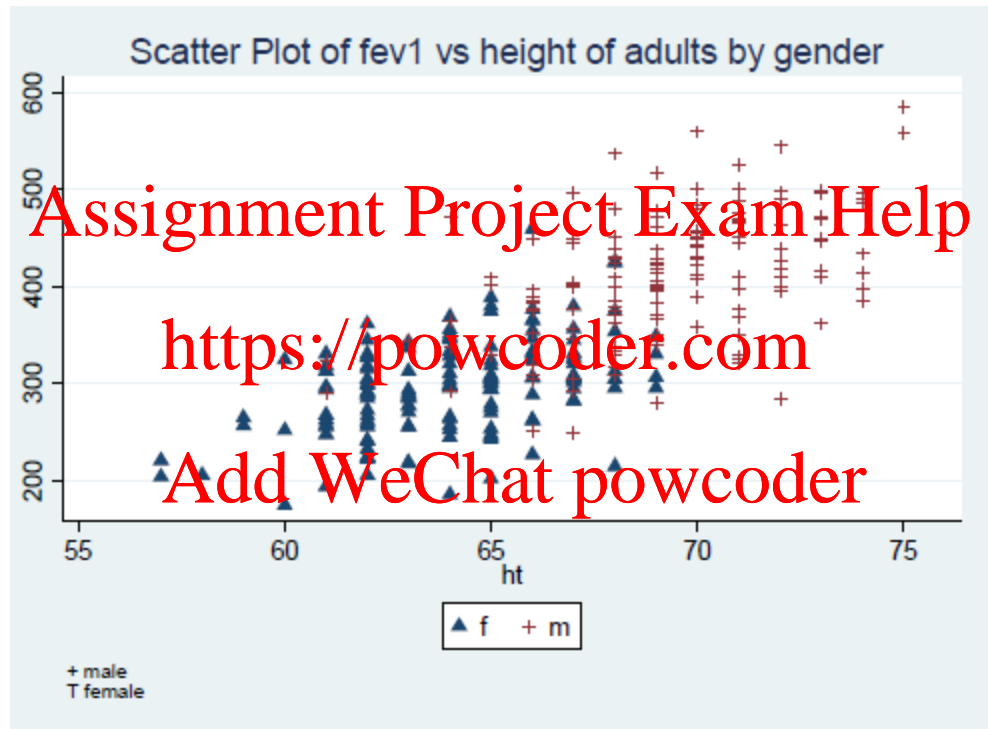 Scatter Plot of fev1 vs height of adults by gender
600
500
Assignment Project Exam Help
400
https://powcoder.com
300
Add WeChat powcoder
200
55 60 65 70 75
ht
f m
+ male
T female